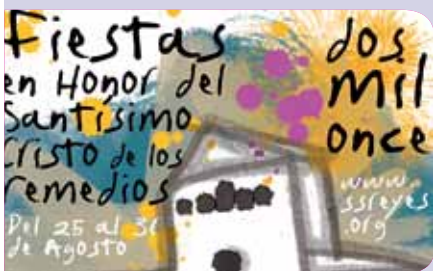 Fiestas
en Honor del
Santísimo
Cristo de los
remedios
Del 25 al 31
de Agosto
dos
mil
once
www.
ssreyes
.org